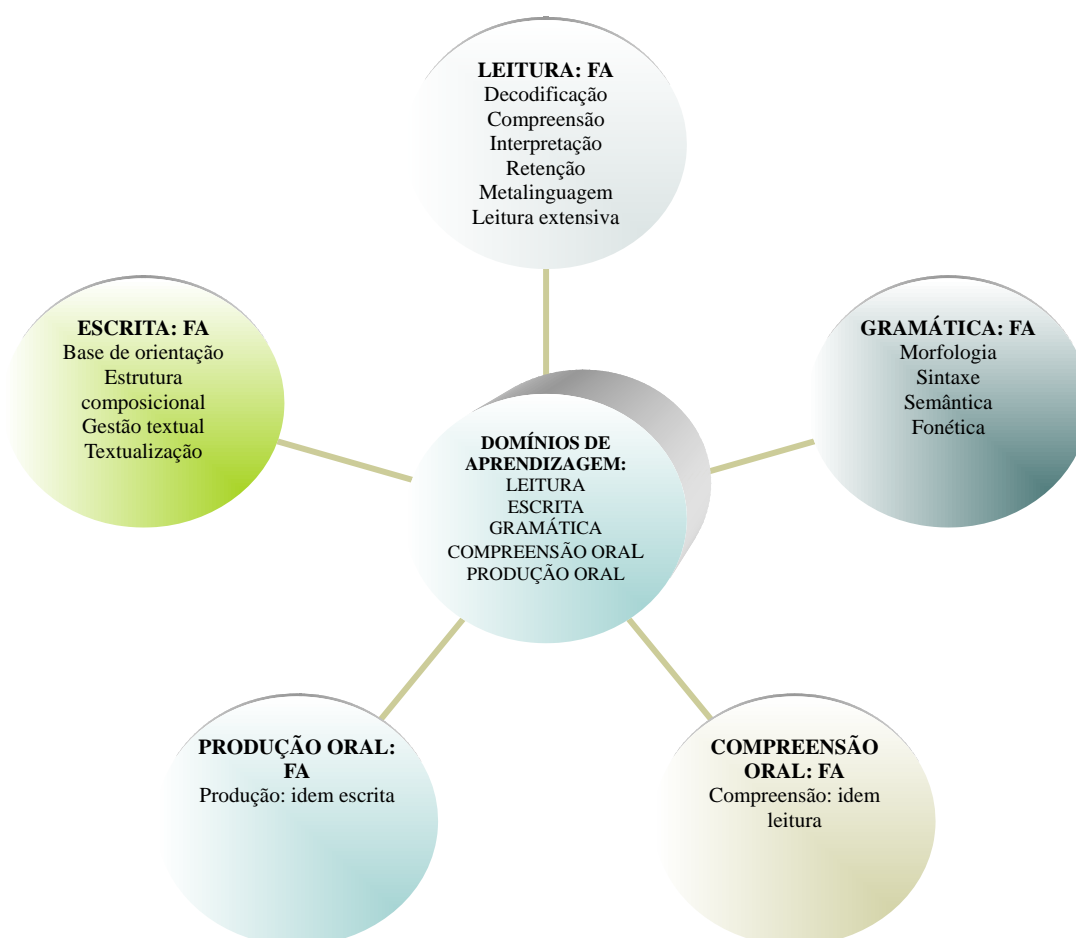 LEITURA: FA
Decodificação
Compreensão
Interpretação
Retenção
Metalinguagem
Leitura extensiva
ESCRITA: FA
Base de orientação
Estrutura
composicional
Gestão textual
Textualização
GRAMÁTICA: FA
Morfologia
Sintaxe
Semântica
Fonética
DOMÍNIOS DE
APRENDIZAGEM:
LEITURA
ESCRITA
GRAMÁTICA
COMPREENSÃO ORAL
PRODUÇÃO ORAL
PRODUÇÃO ORAL:
FA
Produção: idem escrita
COMPREENSÃO
ORAL: FA
Compreensão: idem
leitura